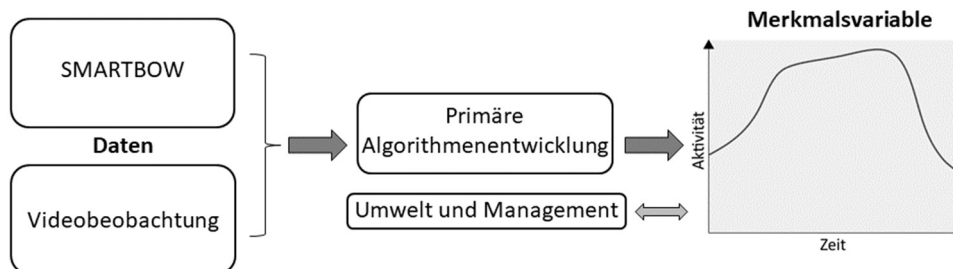 SMARTBOW
Daten
Videobeobachtung
Primäre
Algorithmenentwicklung
Umwelt und Management
Merkmalsvariable
Aktivität
Zeit